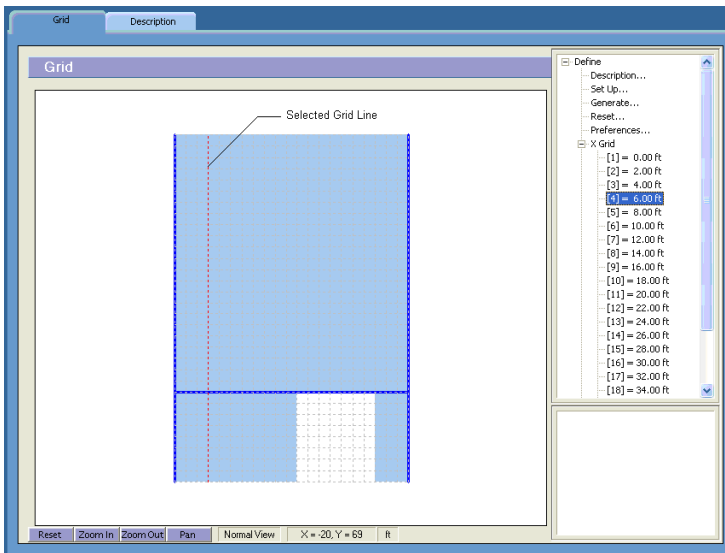 Grid Description
Grid
Selected Grid Line
Define
Description...
Set Up...
Generate...
Reset...
Preferences...
X Grid
[1] = 0.00 ft
[2] = 2.00 ft
[3] = 4.00 ft
[4] = 6.00 ft
[5] = 8.00 ft
[6] = 10.00 ft
[7] = 12.00 ft
[8] = 14.00 ft
[9] = 16.00 ft
[10] = 18.00 ft
[11] = 20.00 ft
[12] = 22.00 ft
[13] = 24.00 ft
[14] = 26.00 ft
[15] = 28.00 ft
[16] = 30.00 ft
[17] = 32.00 ft
[18] = 34.00 ft
Reset Zoom In Zoom Out Pan Normal View X = -20, Y = 69 ft